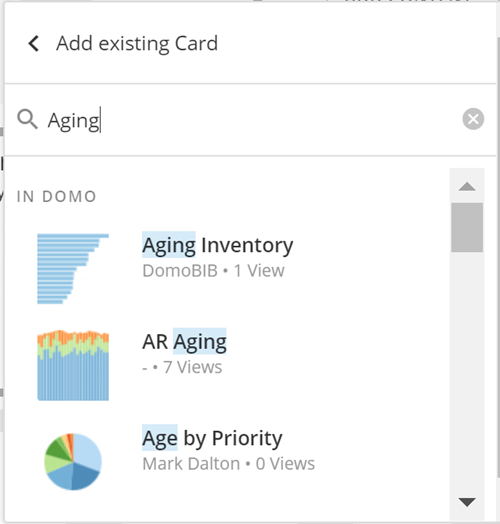 Add existing Card
Aging
IN DOMO
Aging Inventory
DomoBIB • 1 View
AR Aging
- • 7 Views
Age by Priority
Mark Dalton • 0 Views